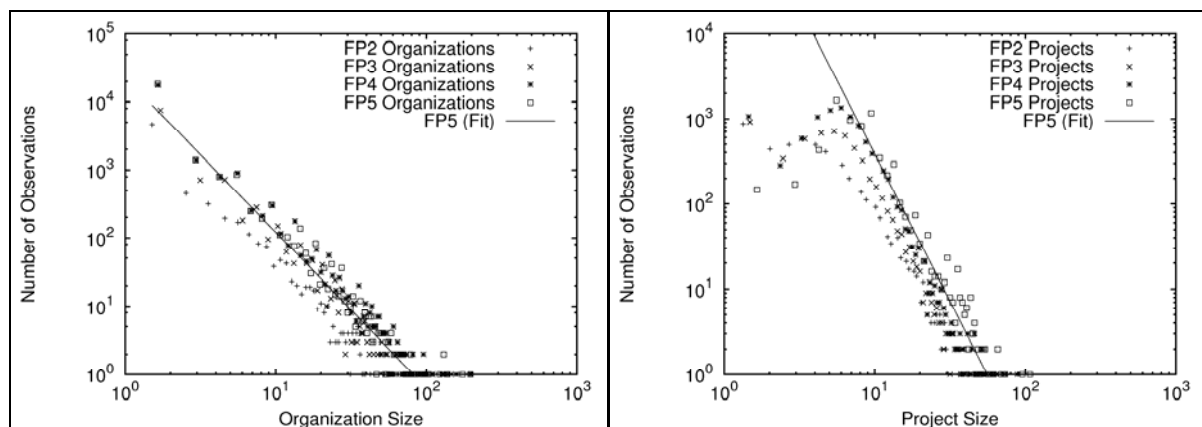 Number of Observations
10^5
10^4
10^3
10^2
10^1
10^0
10^0 10^1 10^2 10^3
Organization Size
FP2 Organizations
FP3 Organizations
FP4 Organizations
FP5 Organizations
FP5 (Fit)
Number of Observations
10^4
10^3
10^2
10^1
10^0
10^0 10^1 10^2 10^3
Project Size
FP2 Projects
FP3 Projects
FP4 Projects
FP5 Projects
FP5 (Fit)